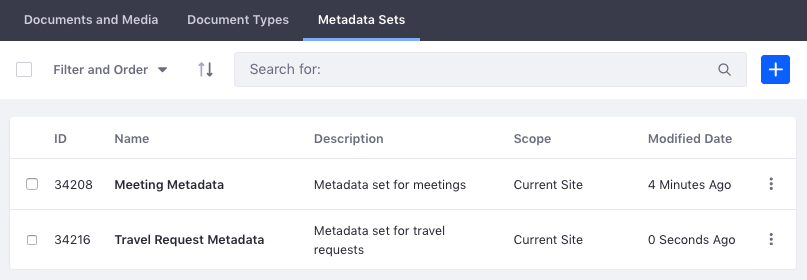 Documents and Media Document Types Metadata Sets
Filter and Order Search for:
ID Name Description Scope Modified Date
34208 Meeting Metadata Metadata set for meetings Current Site 4 Minutes Ago
34216 Travel Request Metadata Metadata set for travel requests Current Site 0 Seconds Ago